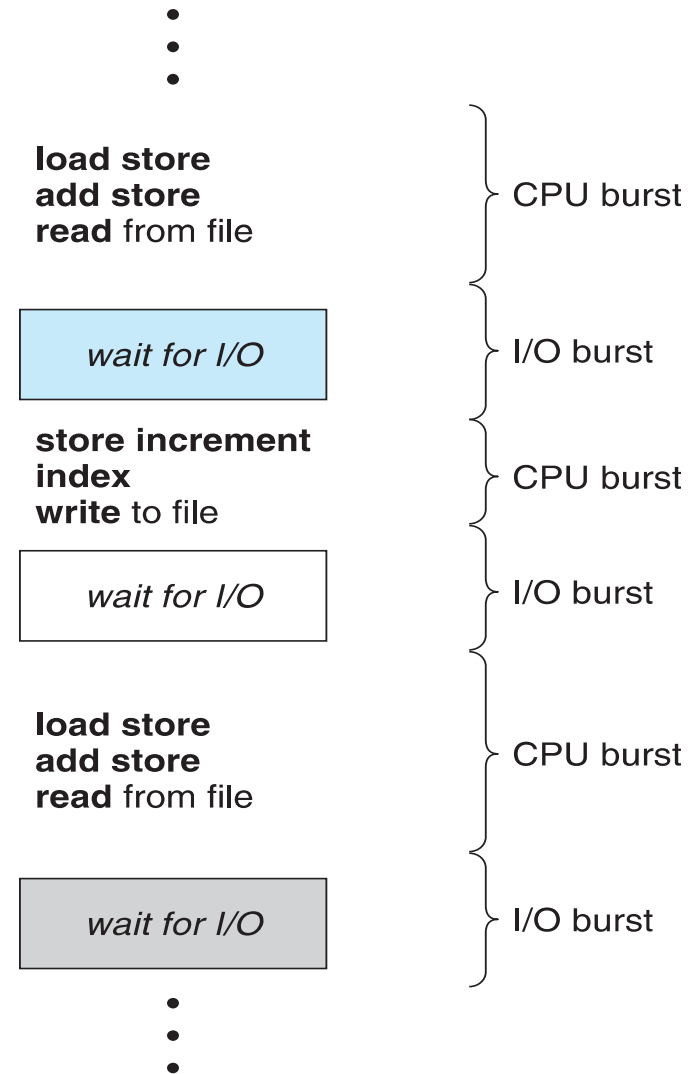 load store
add store
read from file
CPU burst
wait for I/O
I/O burst
store increment
index
write to file
CPU burst
wait for I/O
I/O burst
load store
add store
read from file
CPU burst
wait for I/O
I/O burst